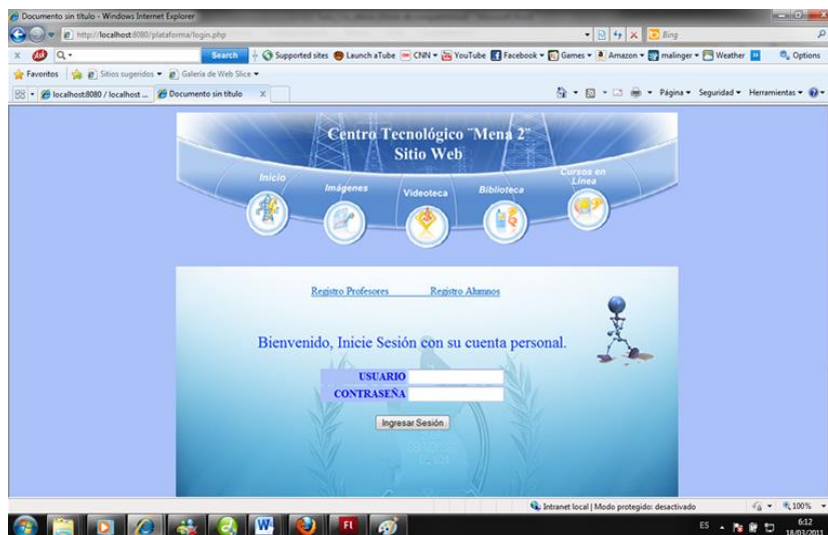 Documento sin título - Windows Internet Explorer
http://localhost:8080/plataforma/login.php
Bing
Search
Supported sites
Launch aTube
CNN
YouTube
Facebook
Games
Amazon
malinger
Weather
Options
Favoritos
Sitios sugeridos
Galería de Web Slice
localhost:8080 / localhost ...
Documento sin título
Página
Seguridad
Herramientas
Centro Tecnológico ¨Mena 2¨
Sitio Web
Inicio
Imágenes
Videoteca
Biblioteca
Cursos en
Línea
Registro Profesores
Registro Alumnos
Bienvenido, Inicie Sesión con su cuenta personal.
USUARIO
CONTRASEÑA
Ingresar Sesión
Intranet local | Modo protegido: desactivado
100%
ES
6:12
18/03/2011